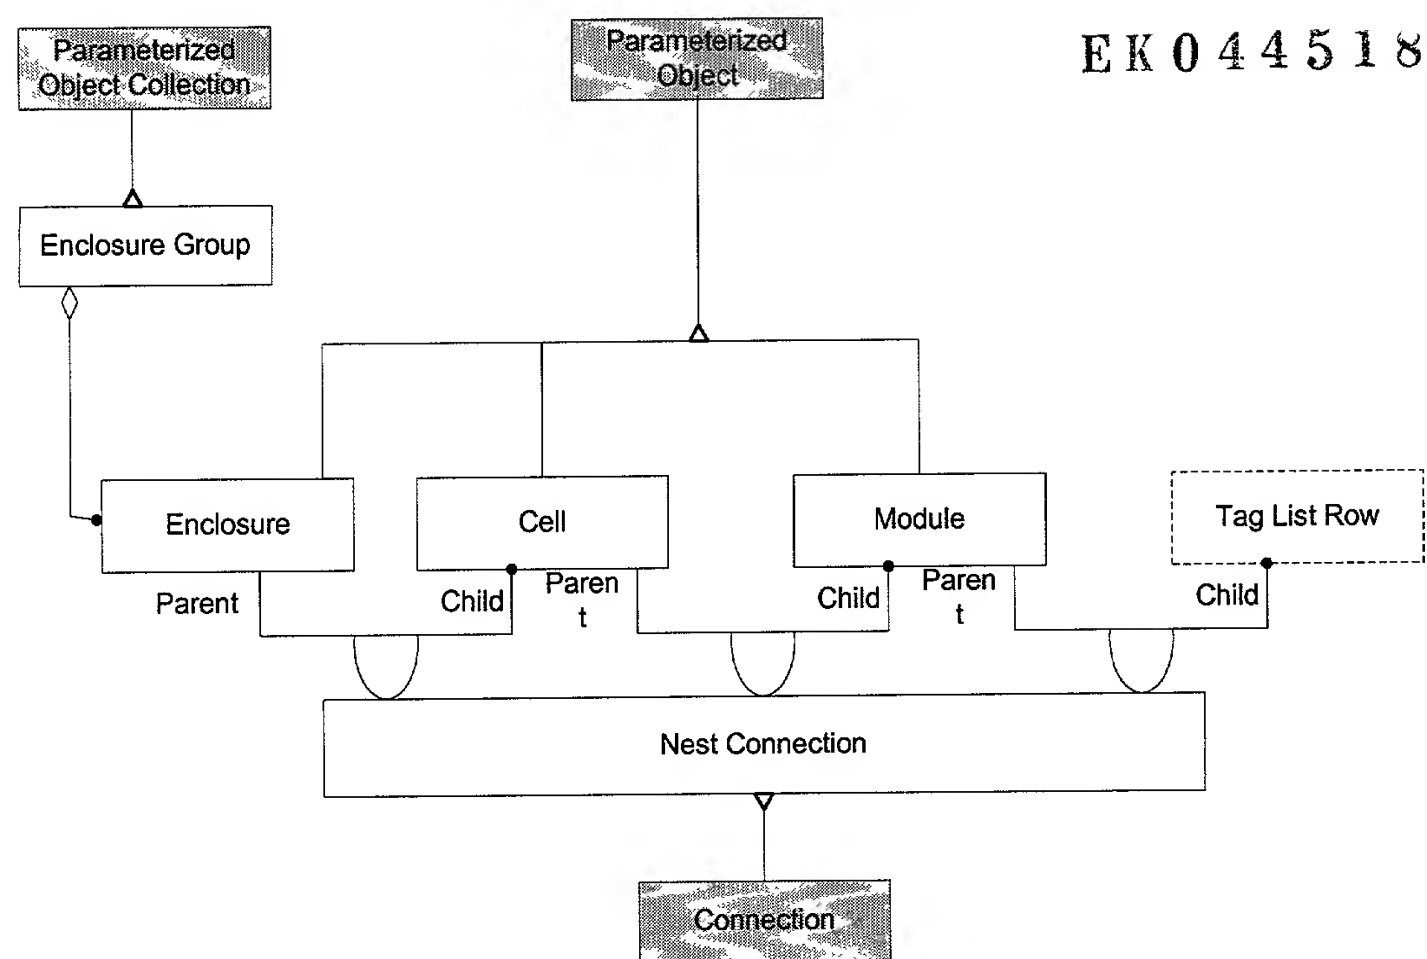 Parameterized
Object Collection
Parameterized
Object
EK044518
Enclosure Group
Enclosure
Cell
Module
Tag List Row
Parent
Child
Paren
t
Child
Paren
t
Child
Nest Connection
Connection